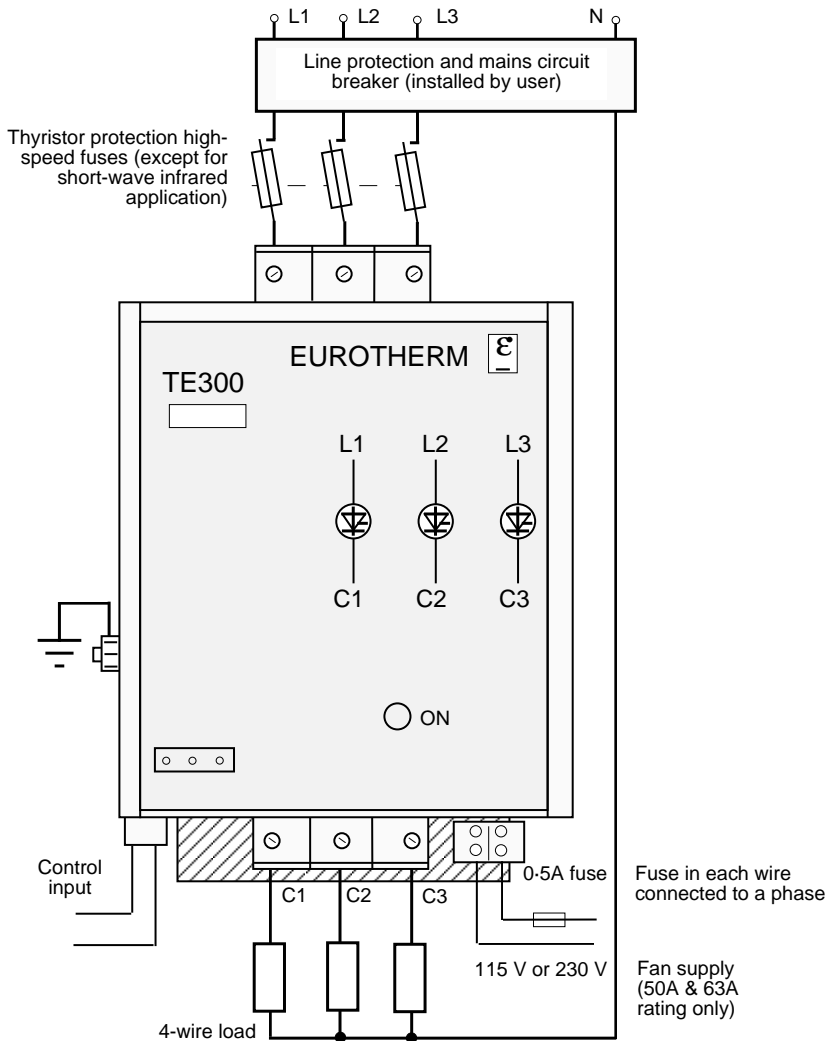 L1 L2 L3 N
Line protection and mains circuit
breaker (installed by user)
Thyristor protection high-
speed fuses (except for
short-wave infrared
application)
EUROTHERM ε
TE300
L1 L2 L3
C1 C2 C3
ON
Control
input
C1 C2 C3
0·5A fuse
Fuse in each wire
connected to a phase
115 V or 230 V
Fan supply
(50A & 63A
rating only)
4-wire load